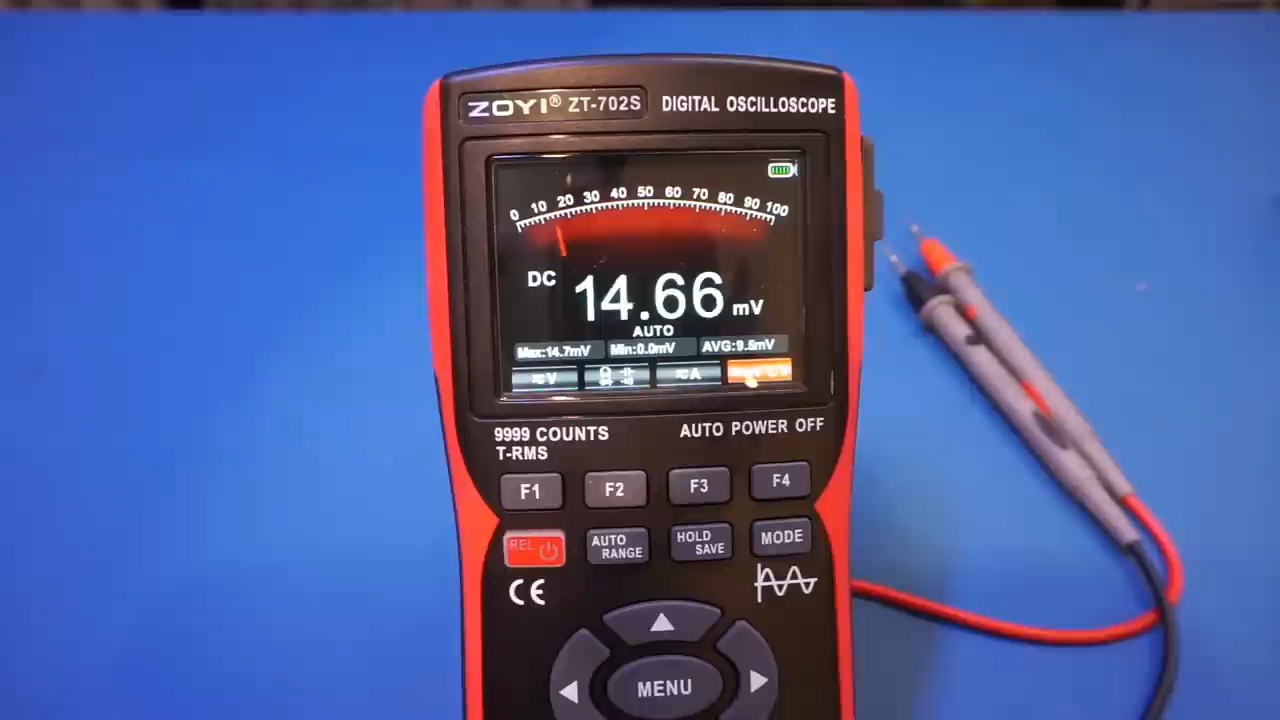 ZOYI® ZT-702S DIGITAL OSCILLOSCOPE
0 10 20 30 40 50 60 70 80 90 100
DC 14.66 mV
AUTO
Max:14.7mV Min:0.0mV AVG:9.5mV
V A
9999 COUNTS AUTO POWER OFF
T-RMS
F1 F2 F3 F4
REL AUTO RANGE HOLD SAVE MODE
CE
MENU